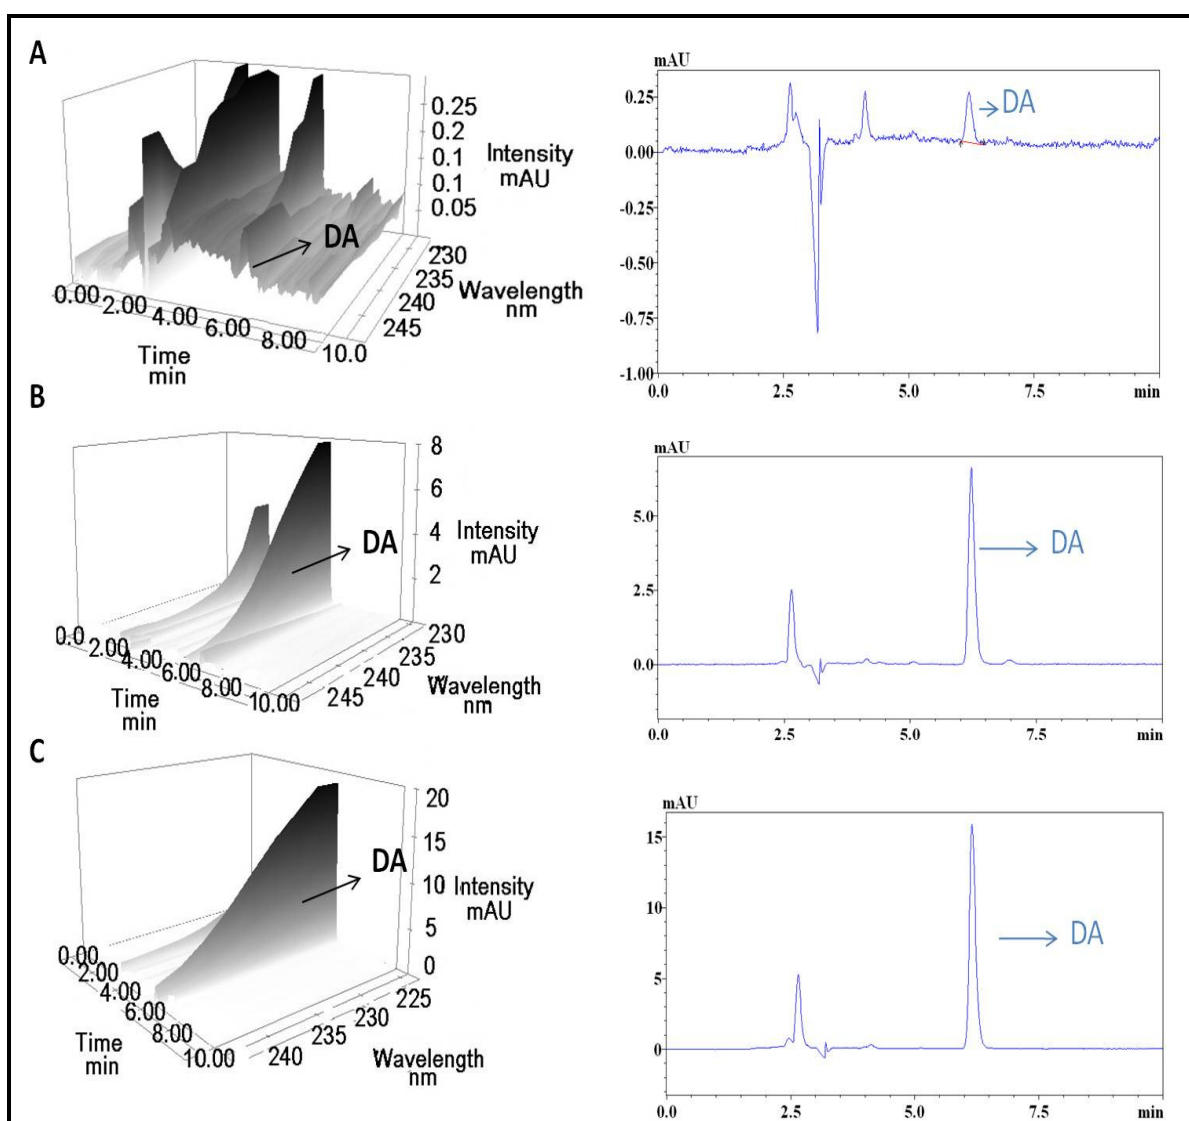 A
0.25
0.2
0.1
0.1
0.05
Intensity
mAU
DA
230
235
240
245
Wavelength
nm
0.00
2.00
4.00
6.00
8.00
10.0
Time
min
mAU
0.25
0.00
-0.25
-0.50
-0.75
-1.00
DA
0.0
2.5
5.0
7.5
min
B
8
6
4
2
Intensity
mAU
DA
230
235
240
245
Wavelength
nm
0.0
2.00
4.00
6.00
8.00
10.00
Time
min
mAU
5.0
2.5
0.0
DA
0.0
2.5
5.0
7.5
min
C
20
15
10
5
0
Intensity
mAU
DA
225
230
235
240
Wavelength
nm
0.00
2.00
4.00
6.00
8.00
10.00
Time
min
mAU
15
10
5
0
DA
0.0
2.5
5.0
7.5
min